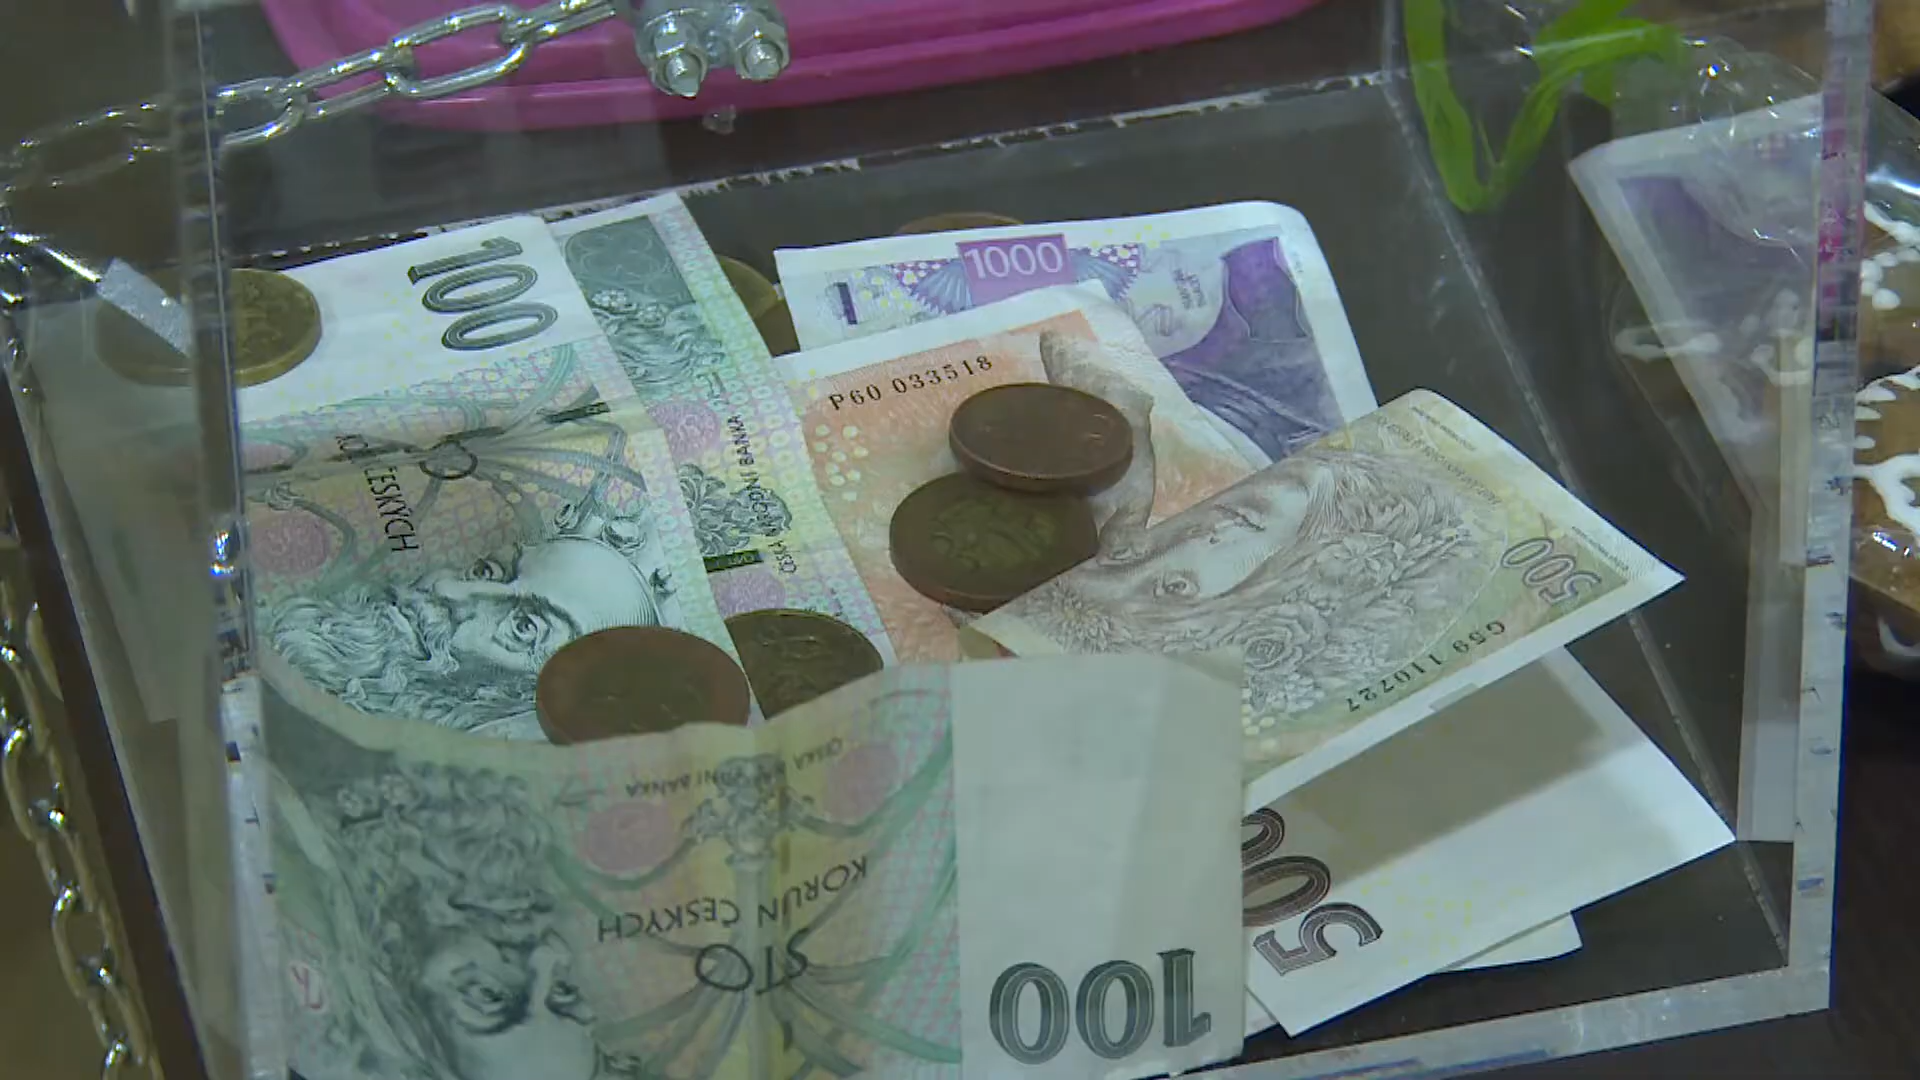 100
1000
P60 033518
KORUN ČESKÝCH
STO
ČESKÁ NÁRODNÍ BANKA
500
G59 110727
500
ČESKÁ NÁRODNÍ BANKA
STO
KORUN ČESKÝCH
100